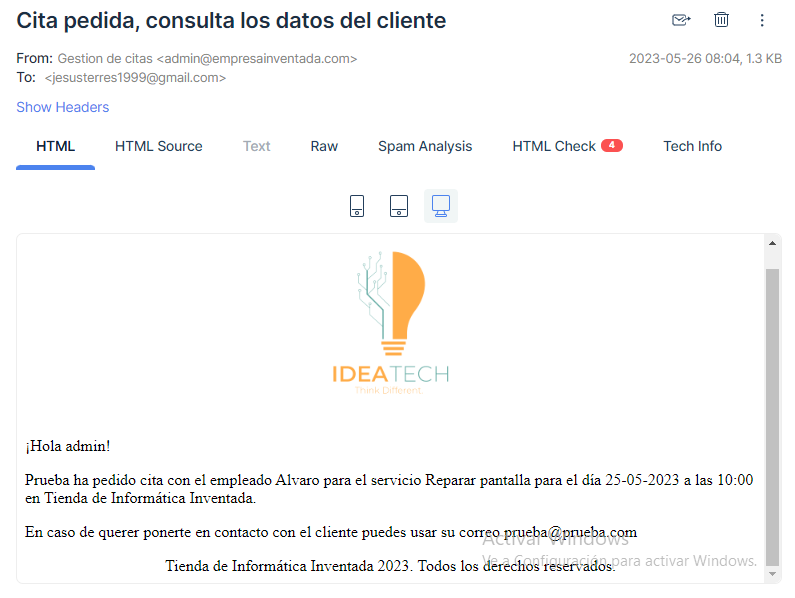 Cita pedida, consulta los datos del cliente
From: Gestion de citas <admin@empresainventada.com>
2023-05-26 08:04, 1.3 KB
To: <jesusterres1999@gmail.com>
Show Headers
HTML
HTML Source
Text
Raw
Spam Analysis
HTML Check 4
Tech Info
IDEATECH
Think Different.
¡Hola admin!
Prueba ha pedido cita con el empleado Alvaro para el servicio Reparar pantalla para el día 25-05-2023 a las 10:00
en Tienda de Informática Inventada.
En caso de querer ponerte en contacto con el cliente puedes usar su correo prueba@prueba.com
Activar Windows
Ve a Configuración para activar Windows.
Tienda de Informática Inventada 2023. Todos los derechos reservados.